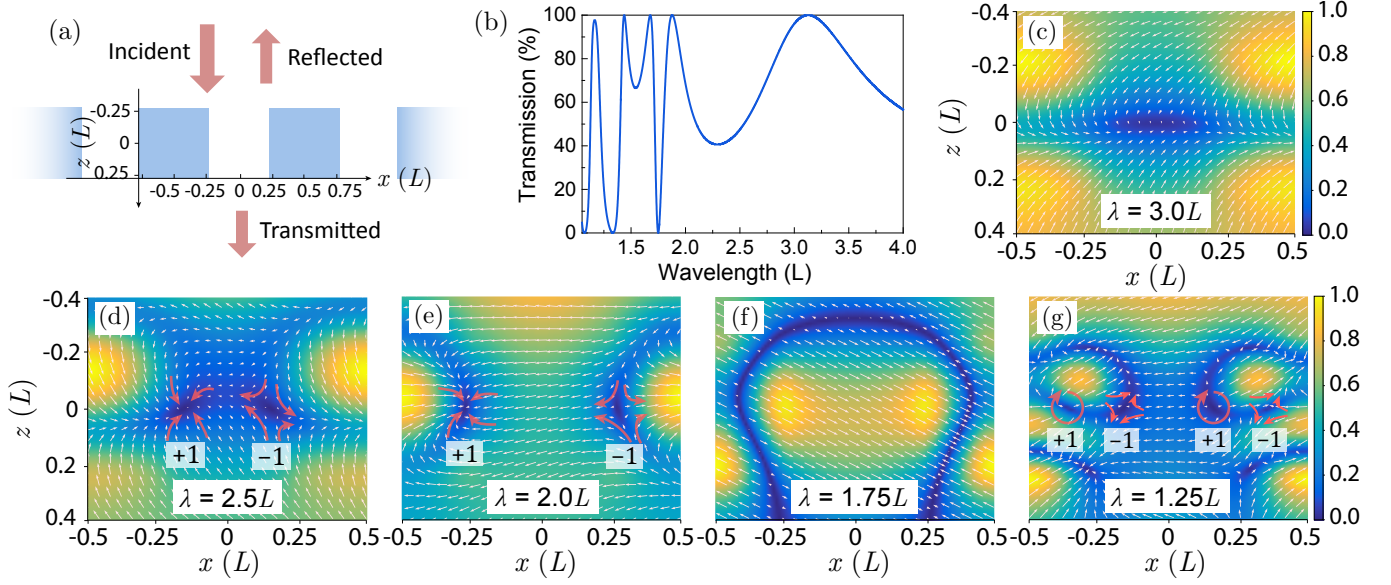 (a)
Incident
Reflected
-0.25
0
0.25
z (L)
-0.5 -0.25 0 0.25 0.5 0.75
x (L)
Transmitted
(b)
100
80
60
40
20
0
Transmission (%)
1.5 2.0 2.5 3.0 3.5 4.0
Wavelength (L)
(c)
-0.4
-0.2
0
0.2
0.4
z (L)
λ = 3.0L
-0.5 -0.25 0 0.25 0.5
x (L)
1.0
0.8
0.6
0.4
0.2
0.0
(d)
-0.4
-0.2
0
0.2
0.4
z (L)
+1 −1
λ = 2.5L
-0.5 -0.25 0 0.25 0.5
x (L)
(e)
+1 −1
λ = 2.0L
-0.5 -0.25 0 0.25 0.5
x (L)
(f)
λ = 1.75L
-0.5 -0.25 0 0.25 0.5
x (L)
(g)
+1 −1 +1 −1
λ = 1.25L
-0.5 -0.25 0 0.25 0.5
x (L)
1.0
0.8
0.6
0.4
0.2
0.0